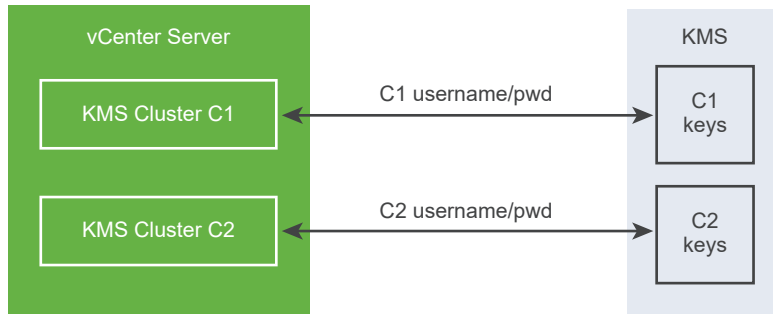 vCenter Server
KMS
KMS Cluster C1
C1 username/pwd
C1
keys
KMS Cluster C2
C2 username/pwd
C2
keys